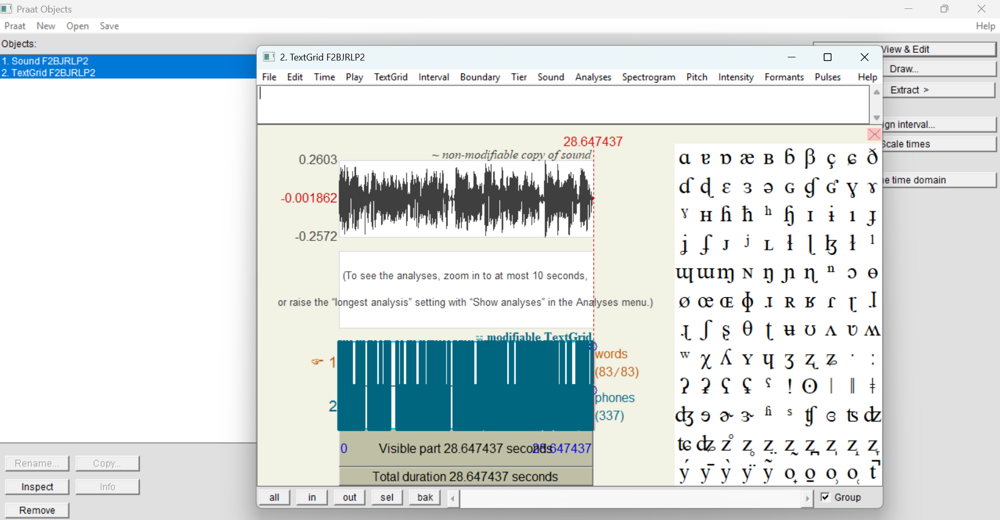 Praat Objects
Praat New Open Save Help
Objects:
1. Sound F2BJRLP2
2. TextGrid F2BJRLP2
View & Edit
Draw...
Extract >
ign interval...
Scale times
e time domain
2. TextGrid F2BJRLP2
File Edit Time Play TextGrid Interval Boundary Tier Sound Analyses Spectrogram Pitch Intensity Formants Pulses Help
28.647437
~ non-modifiable copy of sound
0.2603
-0.001862
-0.2572
(To see the analyses, zoom in to at most 10 seconds,
or raise the “longest analysis” setting with “Show analyses” in the Analyses menu.)
modifiable TextGrid
☞ 1
words
(83/83)
2
phones
(337)
0 Visible part 28.647437 seconds 28.647437
Total duration 28.647437 seconds
ɑ ɐ ɒ æ ʙ ɓ β ç ɕ ð
ɗ ɖ ɛ ɜ ə ɢ ɠ ʛ ɣ ɤ
ˠ ʜ ɦ ħ ʰ ɧ ɪ ɨ ı ɟ
ʝ ʄ ᴊ ʲ ʟ ɫ ɭ ɮ ɬ ˡ
ɰ ɯ ɱ ɴ ŋ ɲ ɳ ⁿ ɔ ɵ
ø œ ɶ ɸ ɹ ʀ ʁ ɾ ɽ ɺ
ɻ ʃ ʂ θ ʈ ʉ ʊ ʌ ʋ ʍ
ʷ χ ʎ ʏ ɥ ʒ ʐ ʑ ˑ ː
ʔ ʡ ʕ ʢ ˤ ! ʘ ǀ ǁ ǂ
ʤ ɘ ɚ ɝ ʱ ˢ ʧ ɞ ʦ ʣ
ʨ ʥ z̊ z̥ z̤ z̰ z̪ z̩
ý ȳ ỳ ÿ ỹ o̟ o̠ o̹ o̜ t̚
all in out sel bak Group
Rename... Copy...
Inspect Info
Remove